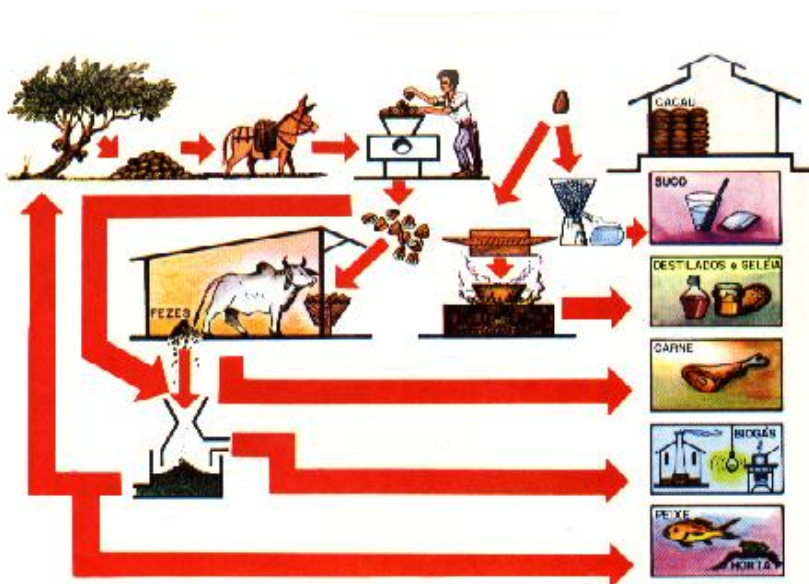 CACAU
SUCO
DESTILADOS e GELÉIA
FEZES
CARNE
BIOGÁS
PEIXE
HORTA